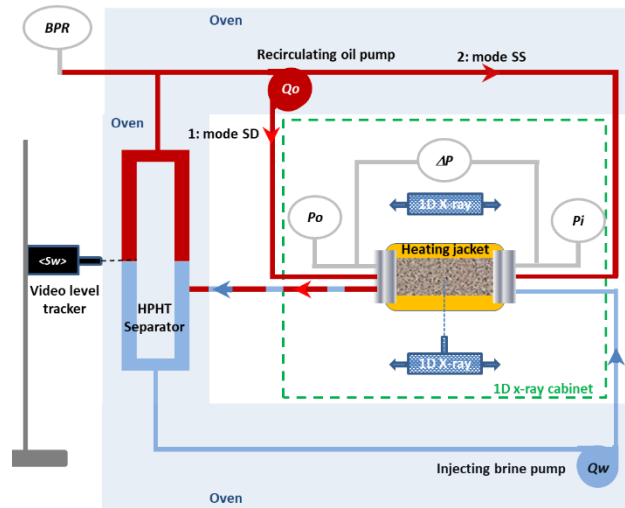 Oven
BPR
Recirculating oil pump
2: mode SS
Qo
Oven
1: mode SD
ΔP
1D X-ray
Po
Pi
Heating jacket
<Sw>
Video level
tracker
HPHT
Separator
1D X-ray
1D x-ray cabinet
Injecting brine pump
Qw
Oven